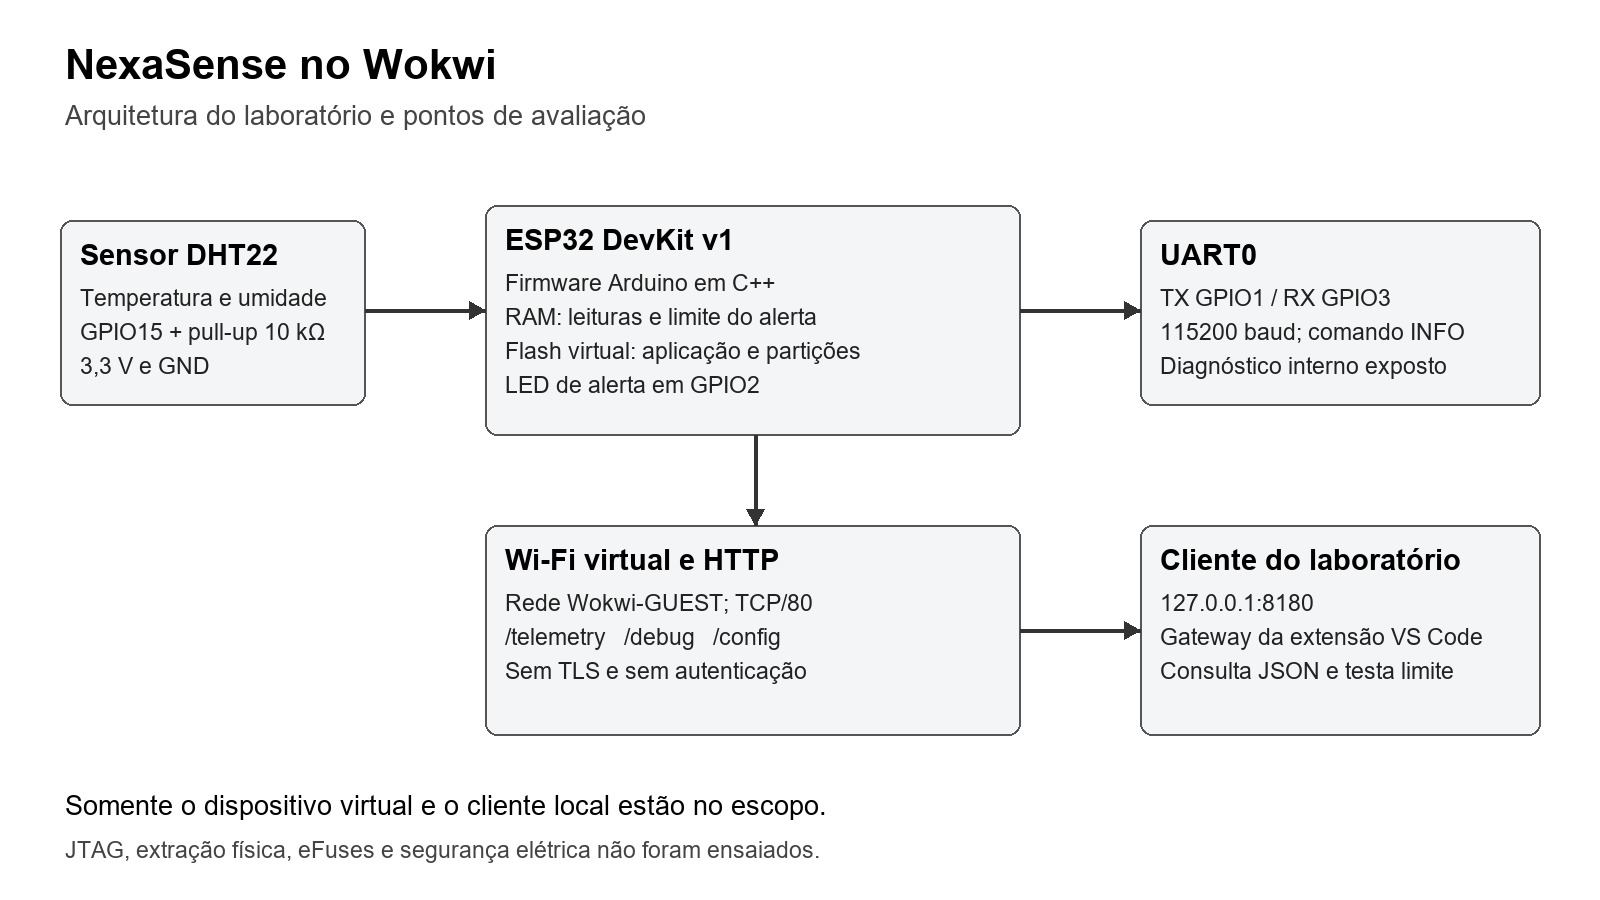 NexaSense no Wokwi
Arquitetura do laboratório e pontos de avaliação
Sensor DHT22
Temperatura e umidade
GPIO15 + pull-up 10 kΩ
3,3 V e GND
ESP32 DevKit v1
Firmware Arduino em C++
RAM: leituras e limite do alerta
Flash virtual: aplicação e partições
LED de alerta em GPIO2
UART0
TX GPIO1 / RX GPIO3
115200 baud; comando INFO
Diagnóstico interno exposto
Wi-Fi virtual e HTTP
Rede Wokwi-GUEST; TCP/80
/telemetry /debug /config
Sem TLS e sem autenticação
Cliente do laboratório
127.0.0.1:8180
Gateway da extensão VS Code
Consulta JSON e testa limite
Somente o dispositivo virtual e o cliente local estão no escopo.
JTAG, extração física, eFuses e segurança elétrica não foram ensaiados.